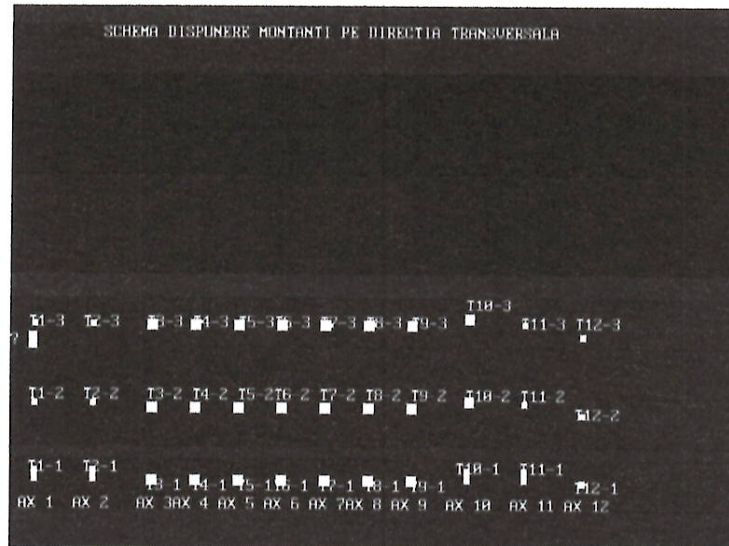 SCHEMA DISPUNERE MONTANTI PE DIRECTIA TRANSVERSALA
T10-3
T1-3 T2-3 T3-3 T4-3 T5-3 T6-3 T7-3 T8-3 T9-3 T11-3 T12-3
?
T1-2 T2-2 T3-2 T4-2 T5-2 T6-2 T7-2 T8-2 T9-2 T10-2 T11-2
T12-2
T1-1 T2-1 T10-1 T11-1
T3-1 T4-1 T5-1 T6-1 T7-1 T8-1 T9-1 T12-1
AX 1 AX 2 AX 3 AX 4 AX 5 AX 6 AX 7 AX 8 AX 9 AX 10 AX 11 AX 12